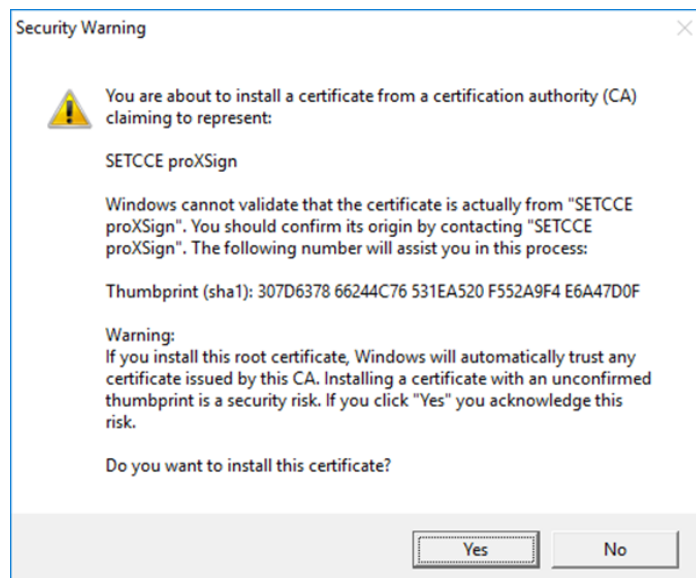 Security Warning
You are about to install a certificate from a certification authority (CA)
claiming to represent:
SETCCE proXSign
Windows cannot validate that the certificate is actually from "SETCCE
proXSign". You should confirm its origin by contacting "SETCCE
proXSign". The following number will assist you in this process:
Thumbprint (sha1): 307D6378 66244C76 531EA520 F552A9F4 E6A47D0F
Warning:
If you install this root certificate, Windows will automatically trust any
certificate issued by this CA. Installing a certificate with an unconfirmed
thumbprint is a security risk. If you click "Yes" you acknowledge this
risk.
Do you want to install this certificate?
Yes
No